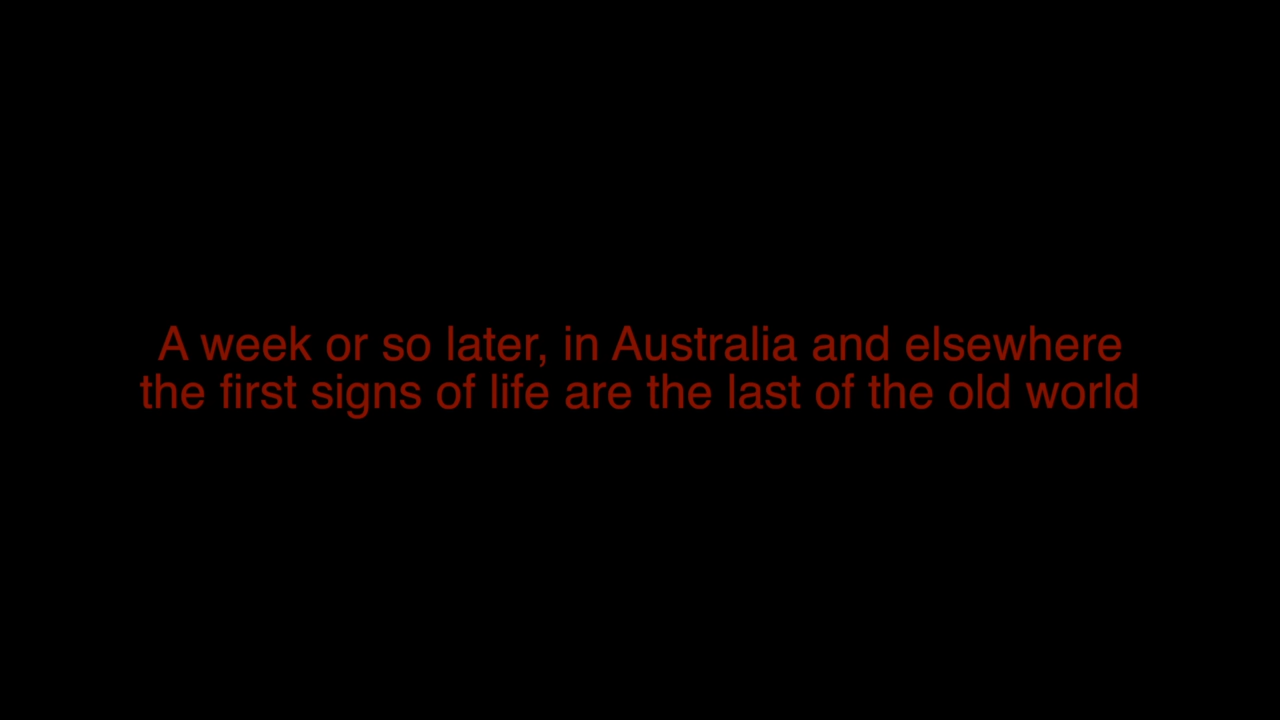 A week or so later, in Australia and elsewhere
the first signs of life are the last of the old world